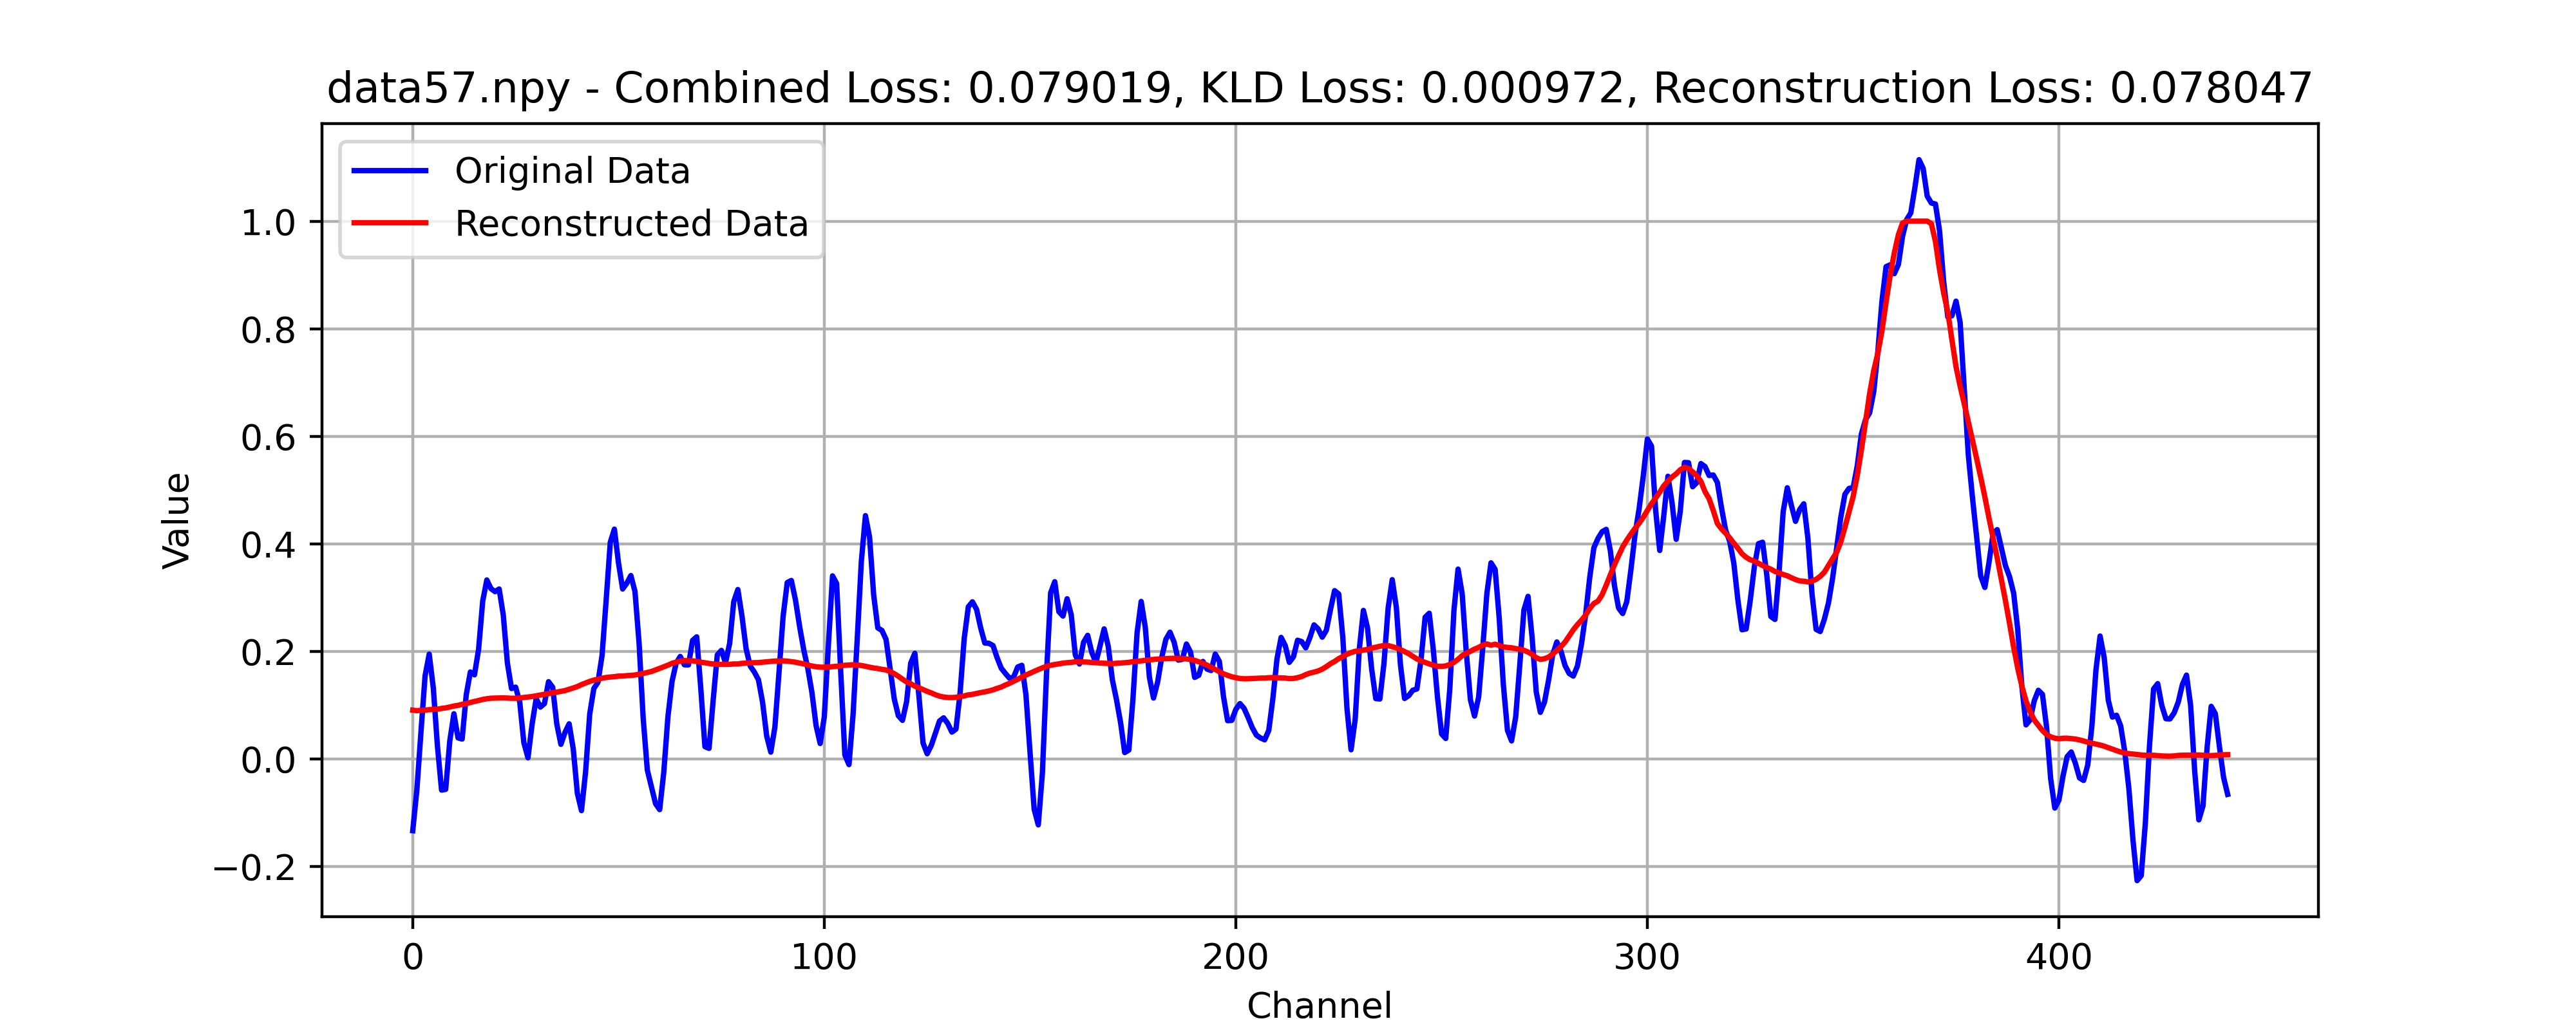 data57.npy - Combined Loss: 0.079019, KLD Loss: 0.000972, Reconstruction Loss: 0.078047
Original Data
Reconstructed Data
1.0
0.8
0.6
0.4
0.2
0.0
−0.2
Value
0 100 200 300 400
Channel